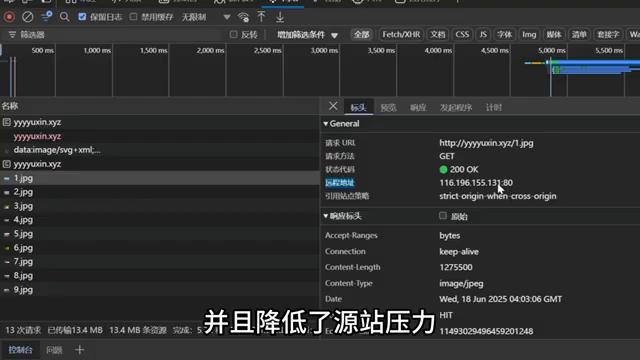 保留日志 禁用缓存 无限制
筛选器 反转 增加筛选条件 全部 Fetch/XHR 文档 CSS JS 字体 Img 媒体 清单 套接字 Wa
500 ms 1,000 ms 1,500 ms 2,000 ms 2,500 ms 3,000 ms 3,500 ms 4,000 ms 4,500 ms 5,000 ms 5,500 ms 6,00
名称
标头 预览 响应 发起程序 计时
yyyyuxin.xyz
yyyyuxin.xyz
data:image/svg+xml;...
yyyyuxin.xyz
1.jpg
2.jpg
3.jpg
4.jpg
5.jpg
6.jpg
7.jpg
8.jpg
9.jpg
General
请求 URL http://yyyyuxin.xyz/1.jpg
请求方法 GET
状态代码 200 OK
远程地址 116.196.155.131:80
引用站点策略 strict-origin-when-cross-origin
响应标头 原始
Accept-Ranges bytes
Connection keep-alive
Content-Length 1275500
Content-Type image/jpeg
Date Wed, 18 Jun 2025 04:03:06 GMT
HIT
11493029496459201248
并且降低了源站压力
13 次请求 已传输13.4 MB 13.4 MB 条资源
控制台 问题